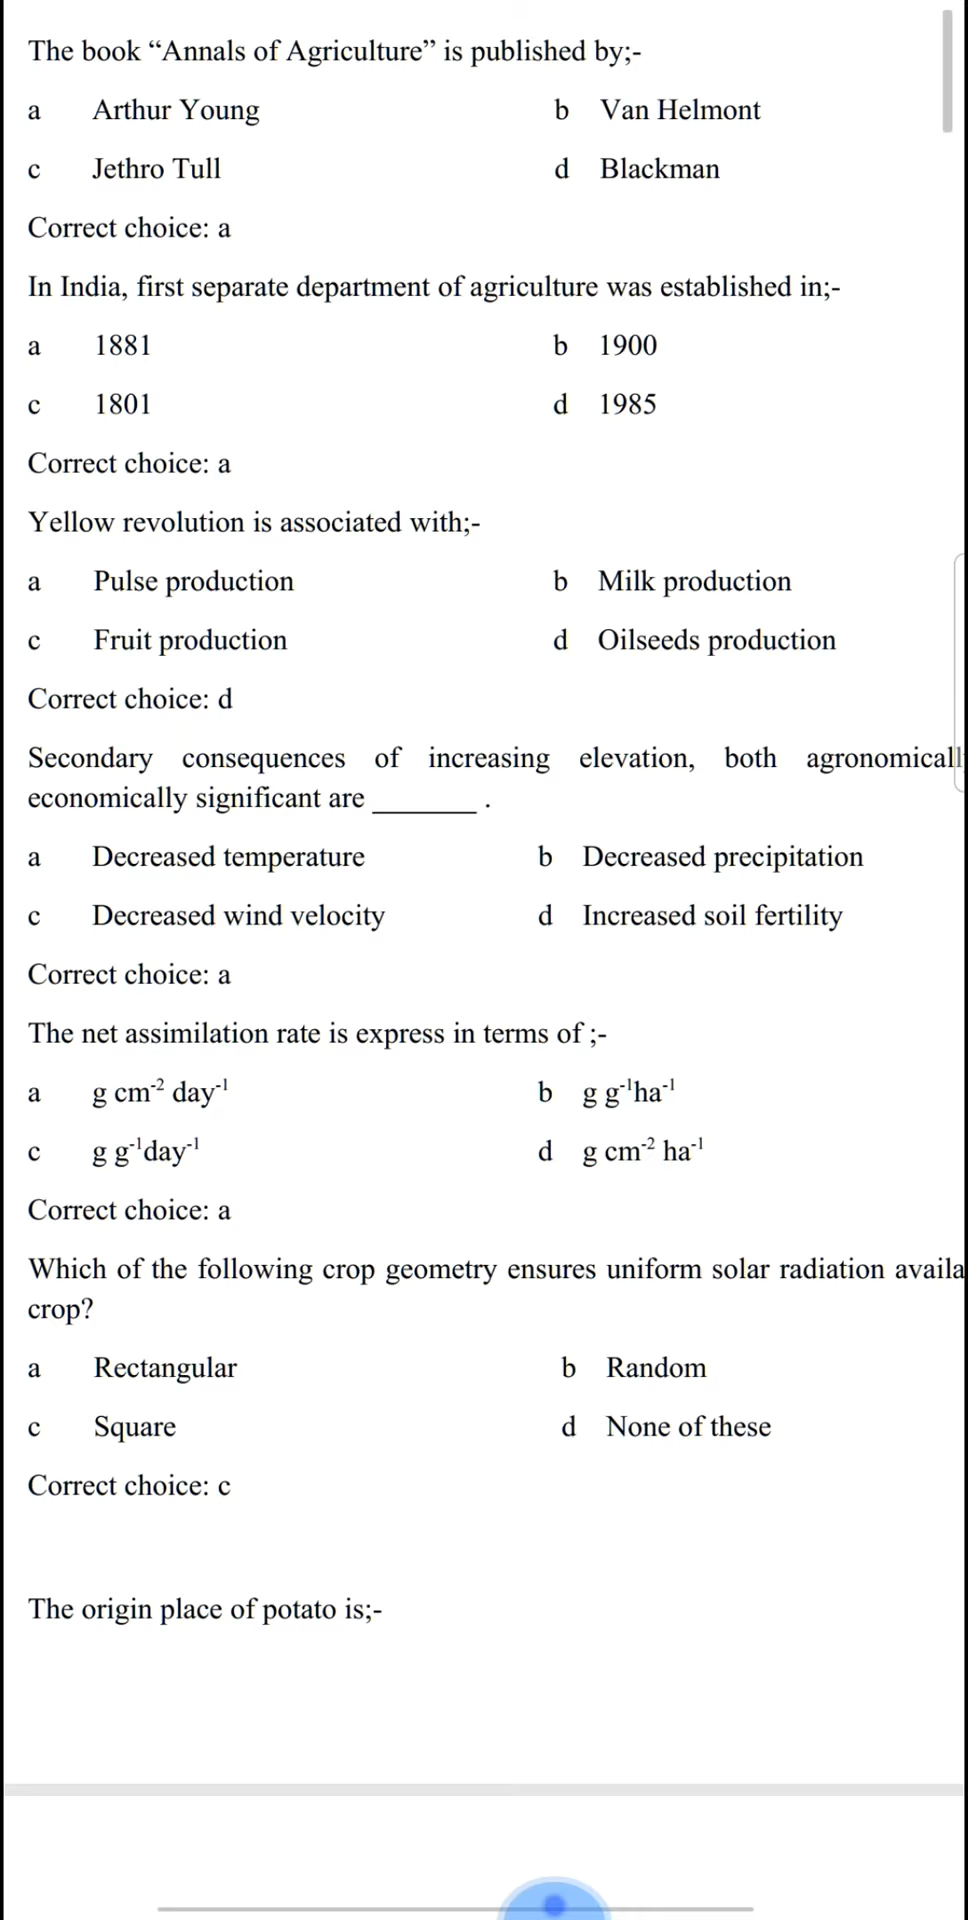 The book “Annals of Agriculture” is published by;-
a Arthur Young b Van Helmont
c Jethro Tull d Blackman
Correct choice: a
In India, first separate department of agriculture was established in;-
a 1881 b 1900
c 1801 d 1985
Correct choice: a
Yellow revolution is associated with;-
a Pulse production b Milk production
c Fruit production d Oilseeds production
Correct choice: d
Secondary consequences of increasing elevation, both agronomicall
economically significant are _______ .
a Decreased temperature b Decreased precipitation
c Decreased wind velocity d Increased soil fertility
Correct choice: a
The net assimilation rate is express in terms of ;-
a g cm⁻² day⁻¹ b g g⁻¹ha⁻¹
c g g⁻¹day⁻¹ d g cm⁻² ha⁻¹
Correct choice: a
Which of the following crop geometry ensures uniform solar radiation availa
crop?
a Rectangular b Random
c Square d None of these
Correct choice: c
The origin place of potato is;-